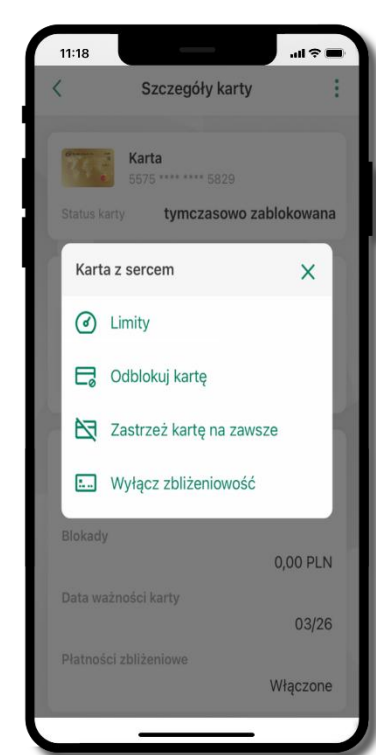 11:18
Szczegóły karty
Karta
5575 **** **** 5829
Status karty tymczasowo zablokowana
Karta z sercem
Limity
Odblokuj kartę
Zastrzeż kartę na zawsze
Wyłącz zbliżeniowość
Blokady
0,00 PLN
Data ważności karty
03/26
Płatności zbliżeniowe
Włączone